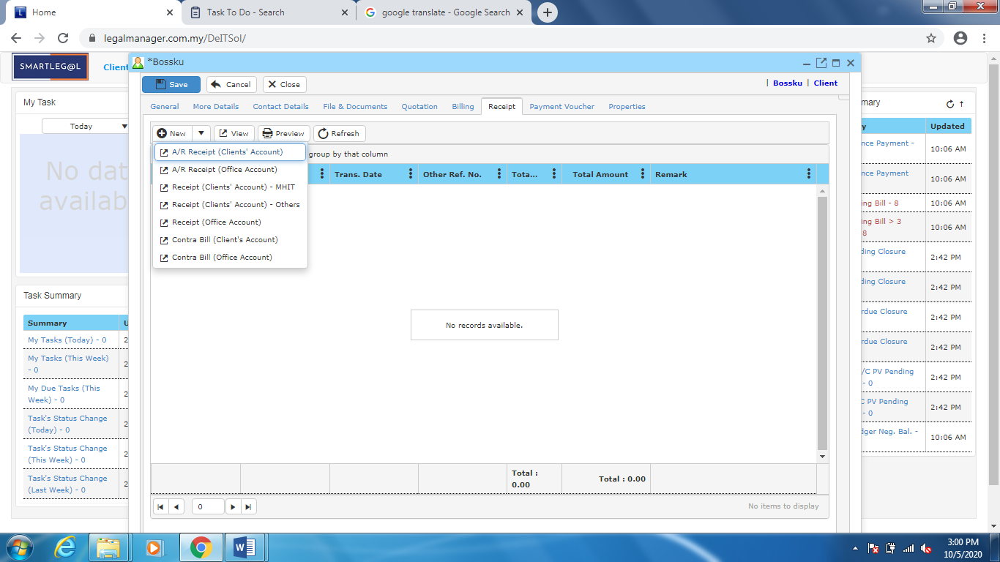 Home
Task To Do - Search
google translate - Google Search
legalmanager.com.my/DeITSol/
SMARTLEG@L
Client
*Bossku
Save
Cancel
Close
| Bossku | Client
General
More Details
Contact Details
File & Documents
Quotation
Billing
Receipt
Payment Voucher
Properties
New
View
Preview
Refresh
group by that column
A/R Receipt (Clients' Account)
A/R Receipt (Office Account)
Receipt (Clients' Account) - MHIT
Receipt (Clients' Account) - Others
Receipt (Office Account)
Contra Bill (Client's Account)
Contra Bill (Office Account)
Trans. Date
Other Ref. No.
Tota...
Total Amount
Remark
No records available.
Total :
0.00
Total : 0.00
0
No items to display
My Task
Today
No dat
availab
Task Summary
Summary
U
My Tasks (Today) - 0
2
My Tasks (This Week)
- 0
2
My Due Tasks (This
Week) - 0
2
Task's Status Change
(Today) - 0
2
Task's Status Change
(This Week) - 0
2
Task's Status Change
(Last Week) - 0
2
mary
y
Updated
nce Payment -
10:06 AM
nce Payment
10:06 AM
ing Bill - 8
10:06 AM
ing Bill > 3
8
10:06 AM
ding Closure
2:42 PM
ding Closure
2:42 PM
rdue Closure
2:42 PM
rdue Closure
2:42 PM
/C PV Pending
- 0
2:42 PM
C PV Pending
- 0
2:42 PM
dger Neg. Bal. -
10:06 AM
3:00 PM
10/5/2020